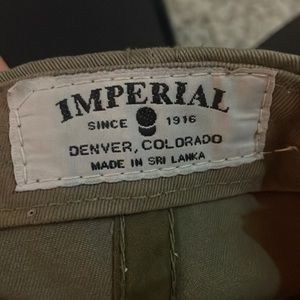 IMPERIAL
SINCE 1916
DENVER, COLORADO
MADE IN SRI LANKA